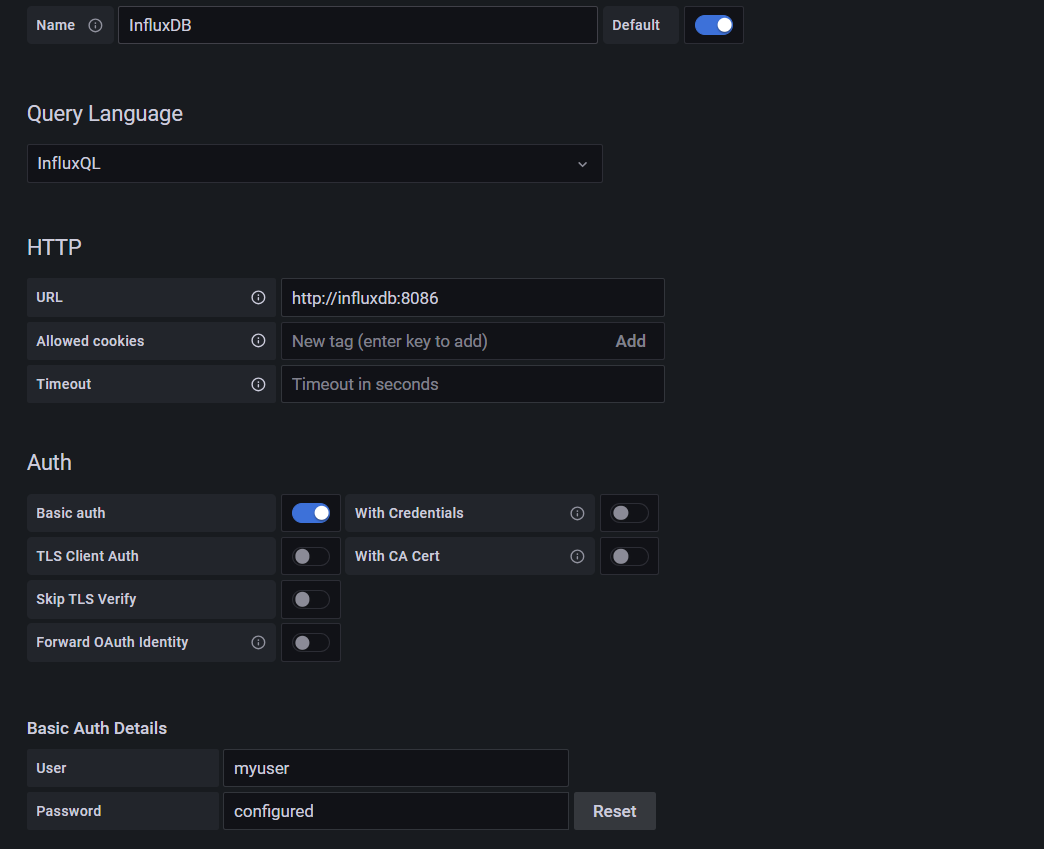 Name InfluxDB Default
Query Language
InfluxQL
HTTP
URL http://influxdb:8086
Allowed cookies New tag (enter key to add) Add
Timeout Timeout in seconds
Auth
Basic auth With Credentials
TLS Client Auth With CA Cert
Skip TLS Verify
Forward OAuth Identity
Basic Auth Details
User myuser
Password configured Reset